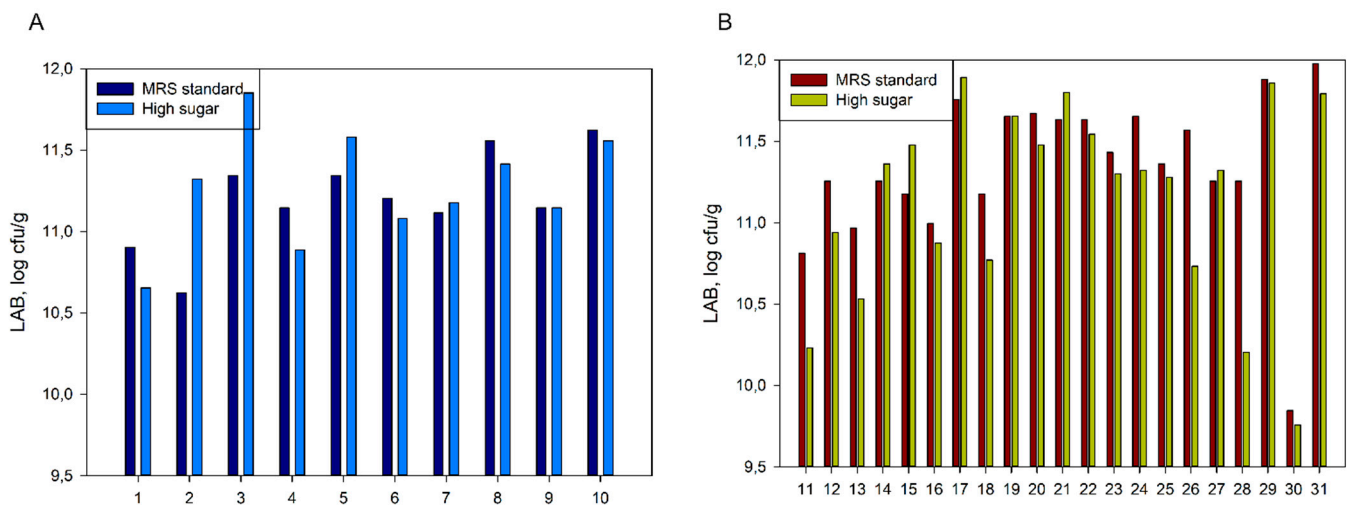 A
LAB, log cfu/g
12,0
11,5
11,0
10,5
10,0
9,5
MRS standard
High sugar
1 2 3 4 5 6 7 8 9 10
B
LAB, log cfu/g
12,0
11,5
11,0
10,5
10,0
9,5
MRS standard
High sugar
11 12 13 14 15 16 17 18 19 20 21 22 23 24 25 26 27 28 29 30 31